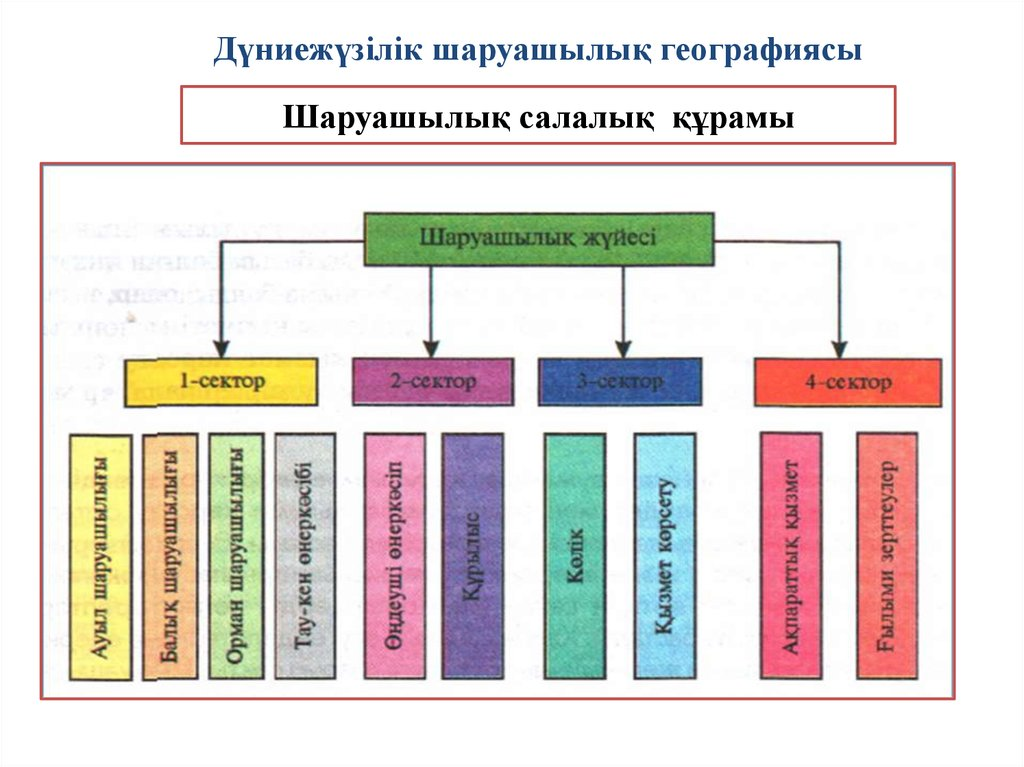 Дүниежүзілік шаруашылық географиясы
Шаруашылық салалық құрамы
Шаруашылық жүйесі
1-сектор
2-сектор
3-сектор
4-сектор
Ауыл шаруашылығы
Балық шаруашылығы
Орман шаруашылығы
Тау-кен өнеркәсібі
Өңдеуші өнеркәсіп
Құрылыс
Көлік
Қызмет көрсету
Ақпараттық қызмет
Ғылыми зерттеулер